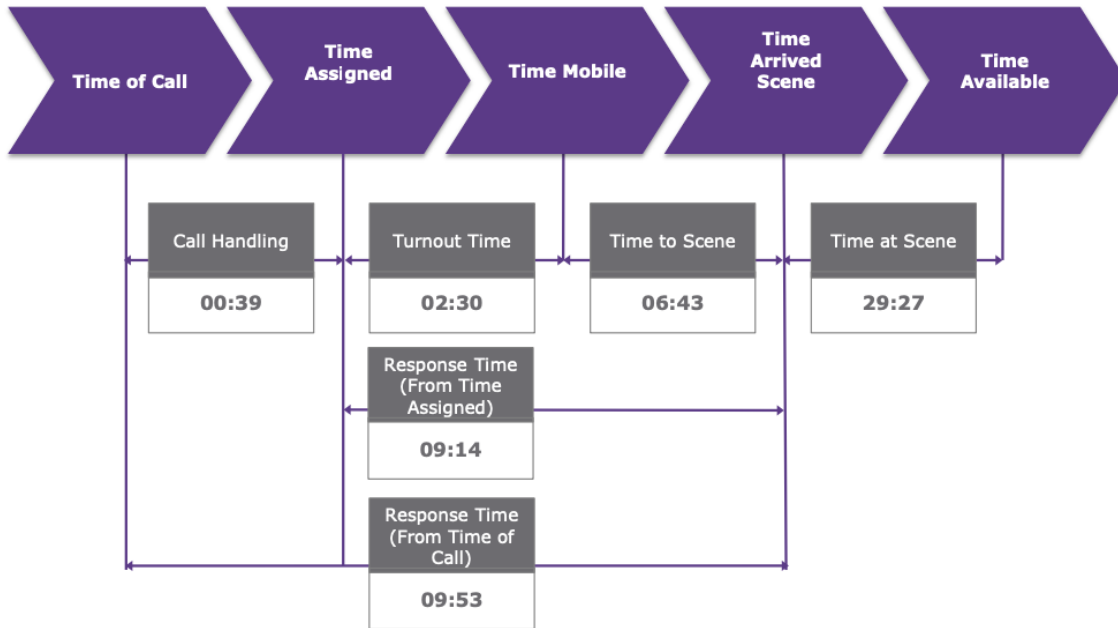 Time of Call
Time
Assigned
Time Mobile
Time
Arrived
Scene
Time
Available
Call Handling
00:39
Turnout Time
02:30
Time to Scene
06:43
Time at Scene
29:27
Response Time
(From Time
Assigned)
09:14
Response Time
(From Time of
Call)
09:53